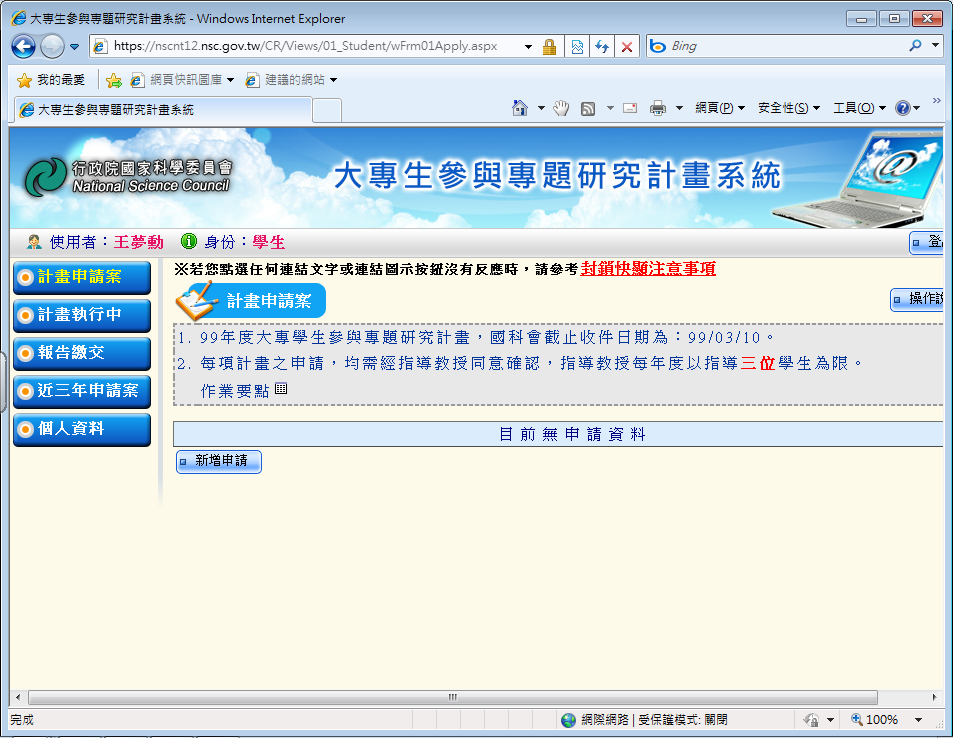 大專生參與專題研究計畫系統 - Windows Internet Explorer
https://nscnt12.nsc.gov.tw/CR/Views/01_Student/wFrm01Apply.aspx
Bing
我的最愛
網頁快訊圖庫
建議的網站
大專生參與專題研究計畫系統
網頁(P)
安全性(S)
工具(O)
行政院國家科學委員會
National Science Council
大專生參與專題研究計畫系統
使用者：王夢動
身份：學生
登
計畫申請案
計畫執行中
報告繳交
近三年申請案
個人資料
※若您點選任何連結文字或連結圖示按鈕沒有反應時，請參考封鎖快顯注意事項
計畫申請案
操作說
1. 99年度大專學生參與專題研究計畫，國科會截止收件日期為：99/03/10。
2. 每項計畫之申請，均需經指導教授同意確認，指導教授每年度以指導三位學生為限。
作業要點
目前無申請資料
新增申請
完成
網際網路 | 受保護模式: 關閉
100%